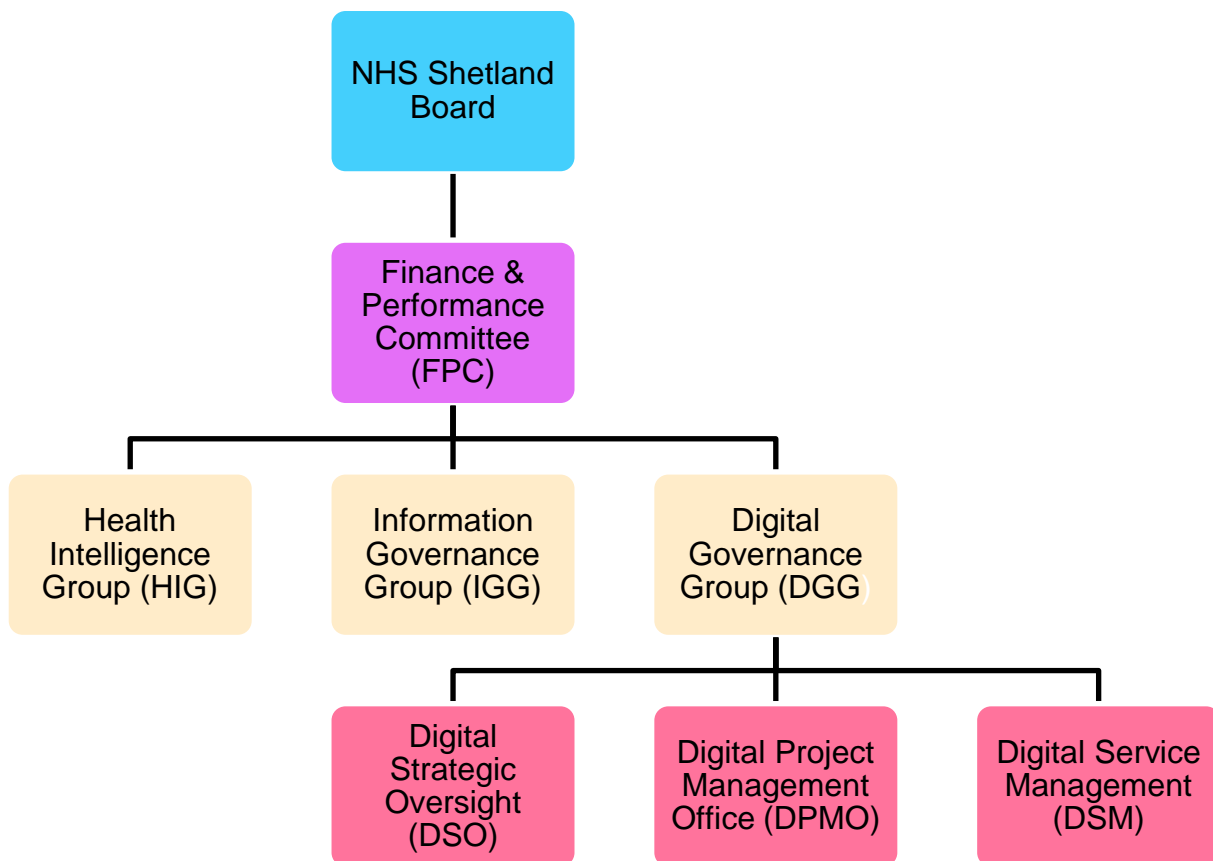 NHS Shetland
Board
Finance &
Performance
Committee
(FPC)
Health
Intelligence
Group (HIG)
Information
Governance
Group (IGG)
Digital
Governance
Group (DGG)
Digital
Strategic
Oversight
(DSO)
Digital Project
Management
Office (DPMO)
Digital Service
Management
(DSM)